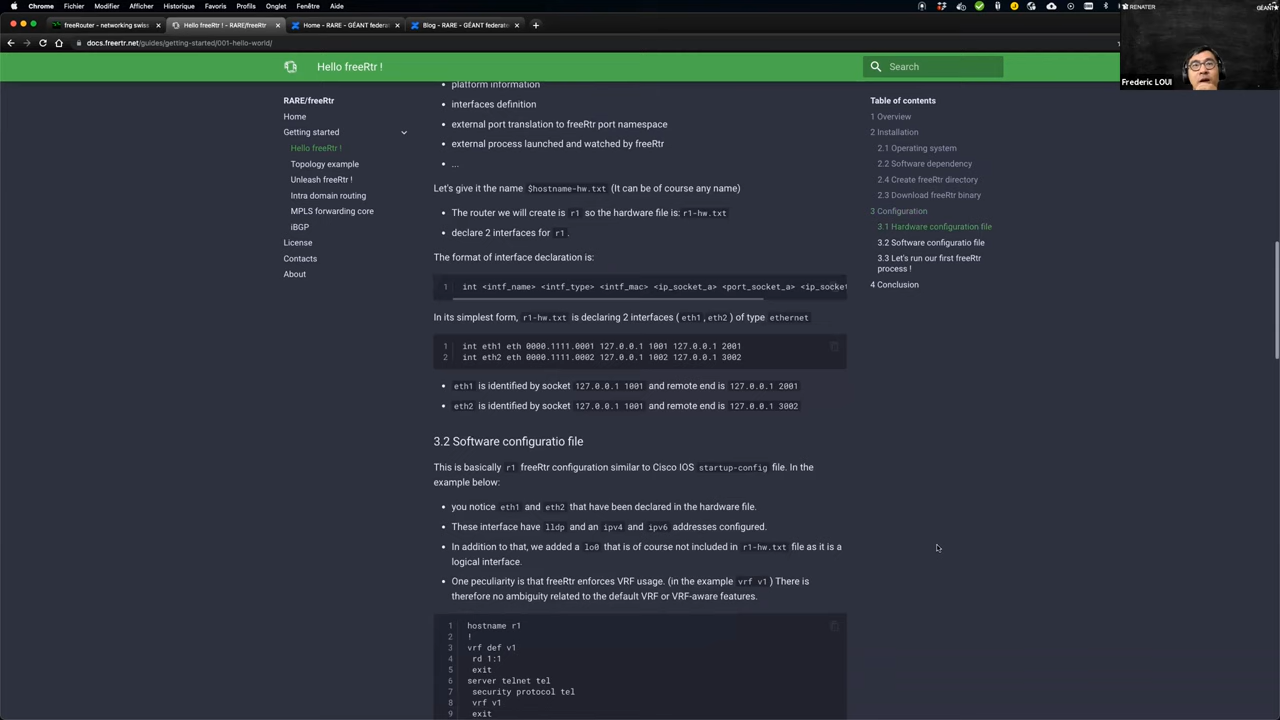 Chrome Fichier Modifier Afficher Historique Favoris Profils Onglet Fenêtre Aide
freeRouter - networking swiss
Hello freeRtr ! - RARE/freeRtr
Home - RARE - GÉANT federate
Blog - RARE - GÉANT federate
docs.freertr.net/guides/getting-started/001-hello-world/
RENATER
GÉANT
Frederic LOUI
Hello freeRtr !
Search
RARE/freeRtr
Home
Getting started
Hello freeRtr !
Topology example
Unleash freeRtr !
Intra domain routing
MPLS forwarding core
iBGP
License
Contacts
About
platform information
interfaces definition
external port translation to freeRtr port namespace
external process launched and watched by freeRtr
...
Let's give it the name $hostname-hw.txt (It can be of course any name)
The router we will create is r1 so the hardware file is: r1-hw.txt
declare 2 interfaces for r1 .
The format of interface declaration is:
1 int <intf_name> <intf_type> <intf_mac> <ip_socket_a> <port_socket_a> <ip_socket
In its simplest form, r1-hw.txt is declaring 2 interfaces ( eth1,eth2 ) of type ethernet
1 int eth1 eth 0000.1111.0001 127.0.0.1 1001 127.0.0.1 2001
2 int eth2 eth 0000.1111.0002 127.0.0.1 1002 127.0.0.1 3002
eth1 is identified by socket 127.0.0.1 1001 and remote end is 127.0.0.1 2001
eth2 is identified by socket 127.0.0.1 1001 and remote end is 127.0.0.1 3002
3.2 Software configuratio file
This is basically r1 freeRtr configuration similar to Cisco IOS startup-config file. In the
example below:
you notice eth1 and eth2 that have been declared in the hardware file.
These interface have lldp and an ipv4 and ipv6 addresses configured.
In addition to that, we added a lo0 that is of course not included in r1-hw.txt file as it is a
logical interface.
One peculiarity is that freeRtr enforces VRF usage. (in the example vrf v1 ) There is
therefore no ambiguity related to the default VRF or VRF-aware features.
1 hostname r1
2 !
3 vrf def v1
4 rd 1:1
5 exit
6 server telnet tel
7 security protocol tel
8 vrf v1
9 exit
Table of contents
1 Overview
2 Installation
2.1 Operating system
2.2 Software dependency
2.4 Create freeRtr directory
2.3 Download freeRtr binary
3 Configuration
3.1 Hardware configuration file
3.2 Software configuratio file
3.3 Let's run our first freeRtr
process !
4 Conclusion